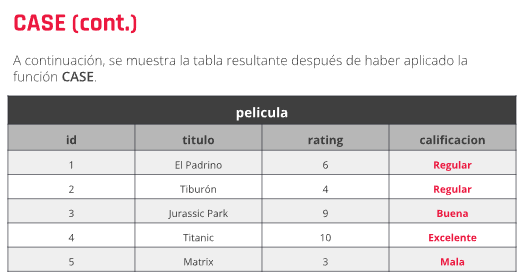 CASE (cont.)
A continuación, se muestra la tabla resultante después de haber aplicado la
función CASE.
pelicula
id titulo rating calificacion
1 El Padrino 6 Regular
2 Tiburón 4 Regular
3 Jurassic Park 9 Buena
4 Titanic 10 Excelente
5 Matrix 3 Mala